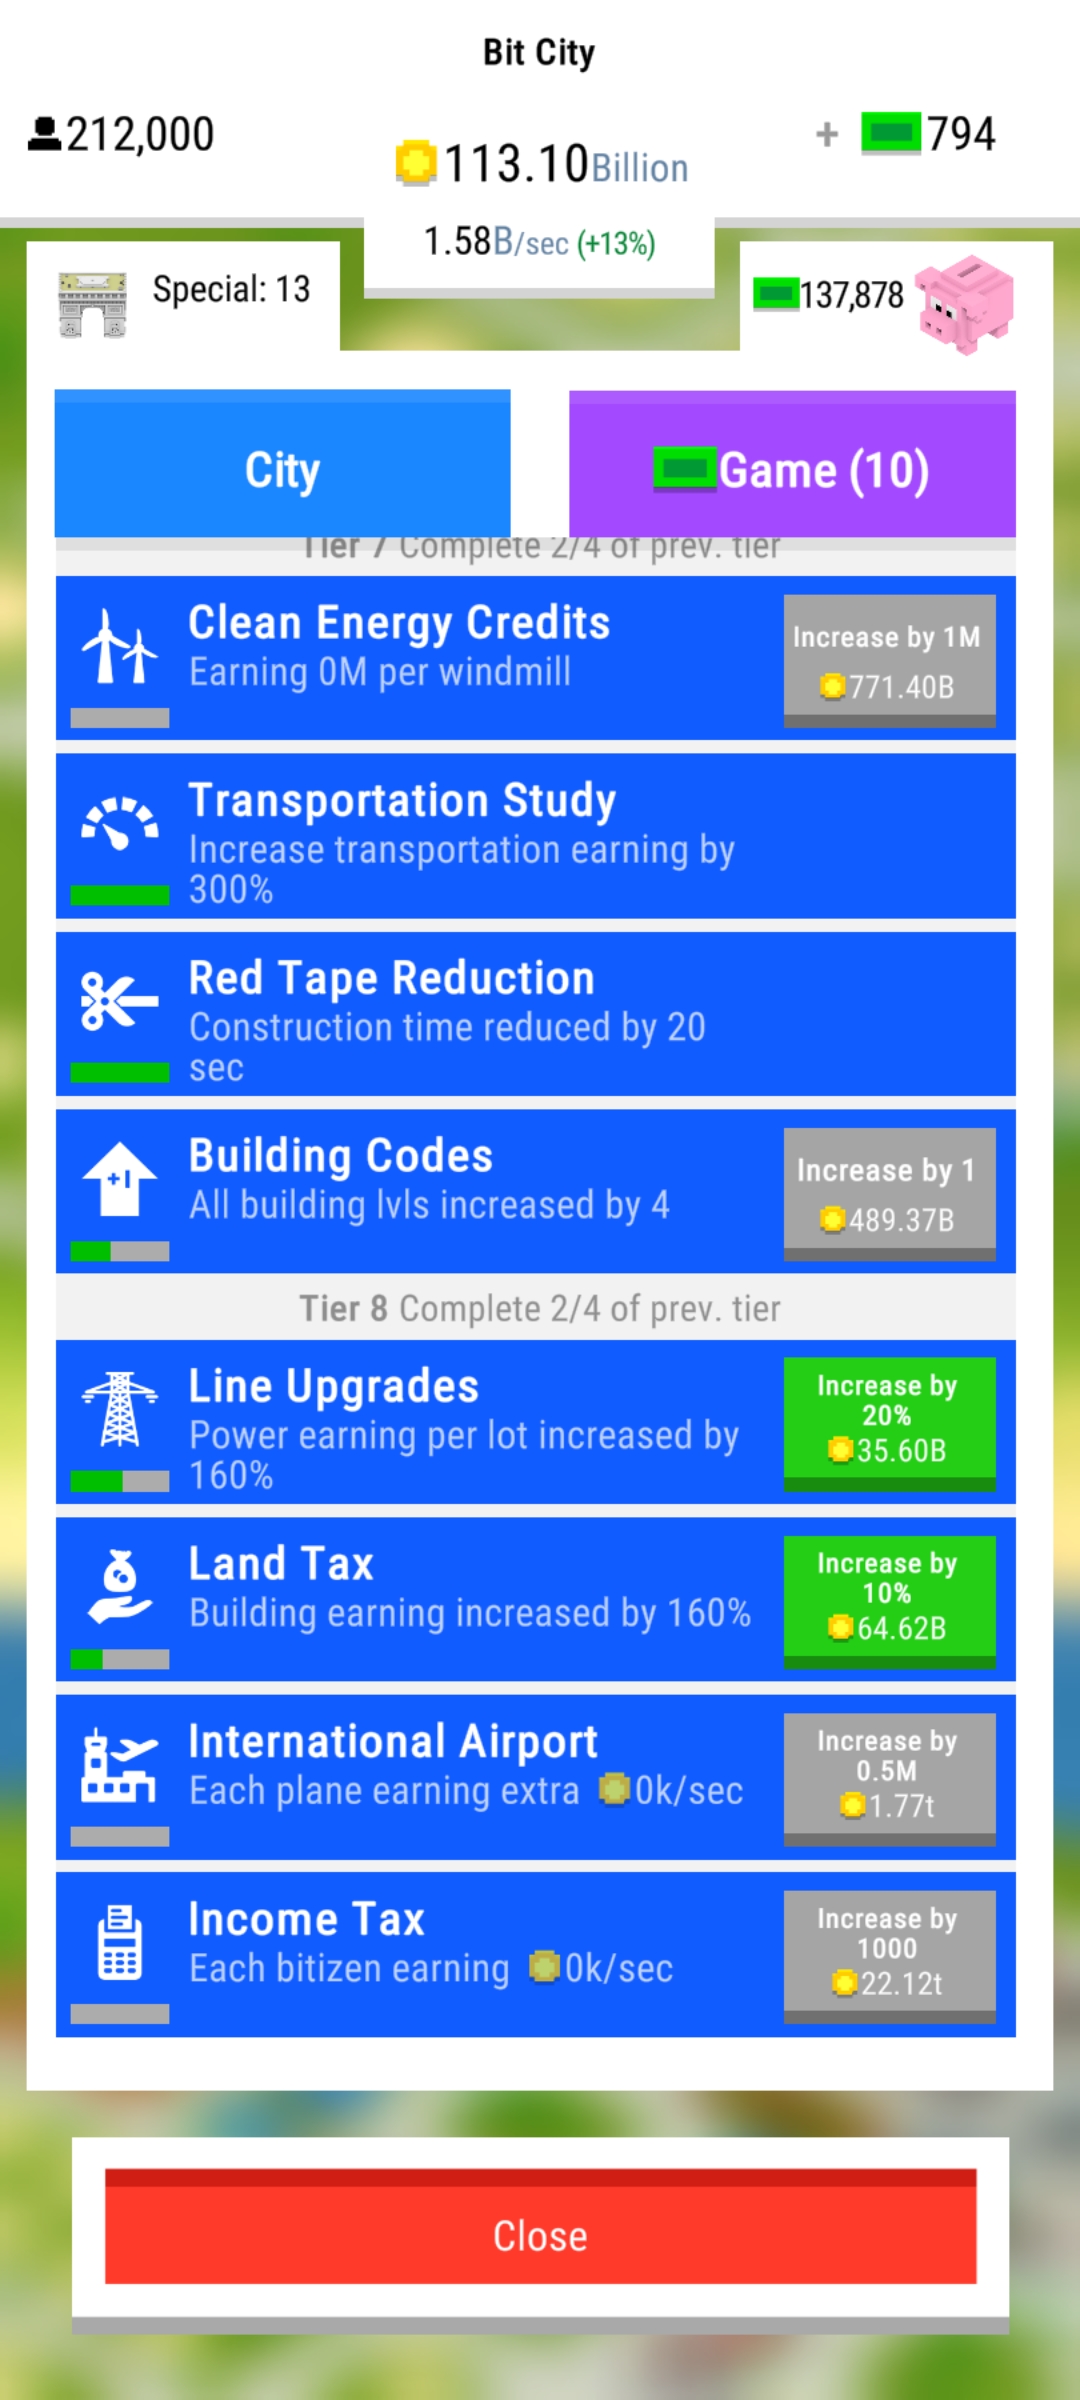 Bit City
212,000
113.10Billion
+ 794
1.58B/sec (+13%)
Special: 13
137,878
City
Game (10)
Tier 7 Complete 2/4 of prev. tier
Clean Energy Credits
Earning 0M per windmill
Increase by 1M
771.40B
Transportation Study
Increase transportation earning by
300%
Red Tape Reduction
Construction time reduced by 20
sec
Building Codes
All building lvls increased by 4
+1
Increase by 1
489.37B
Tier 8 Complete 2/4 of prev. tier
Line Upgrades
Power earning per lot increased by
160%
Increase by
20%
35.60B
Land Tax
Building earning increased by 160%
Increase by
10%
64.62B
International Airport
Each plane earning extra 0k/sec
Increase by
0.5M
1.77t
Income Tax
Each bitizen earning 0k/sec
Increase by
1000
22.12t
Close